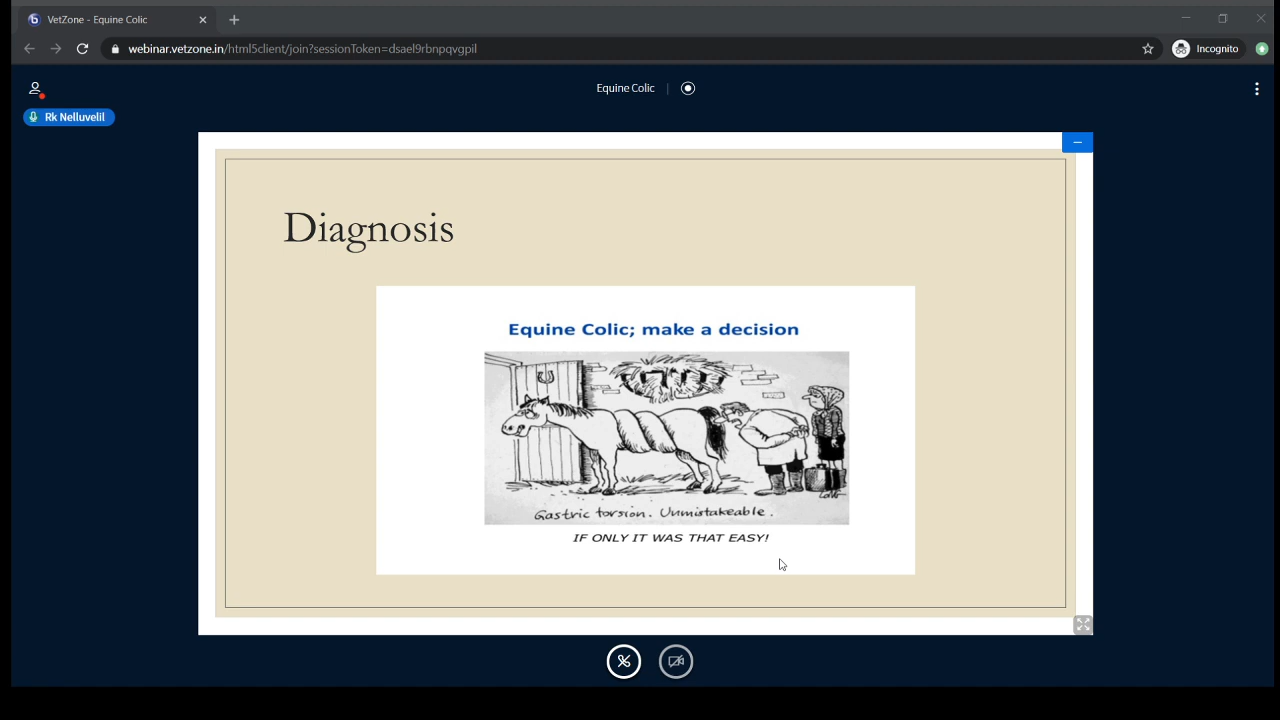 VetZone - Equine Colic
webinar.vetzone.in/html5client/join?sessionToken=dsael9rbnpqvgpil
Incognito
Equine Colic
Rk Nelluvelil
Diagnosis
Equine Colic; make a decision
Gastric torsion. Unmistakeable.
IF ONLY IT WAS THAT EASY!